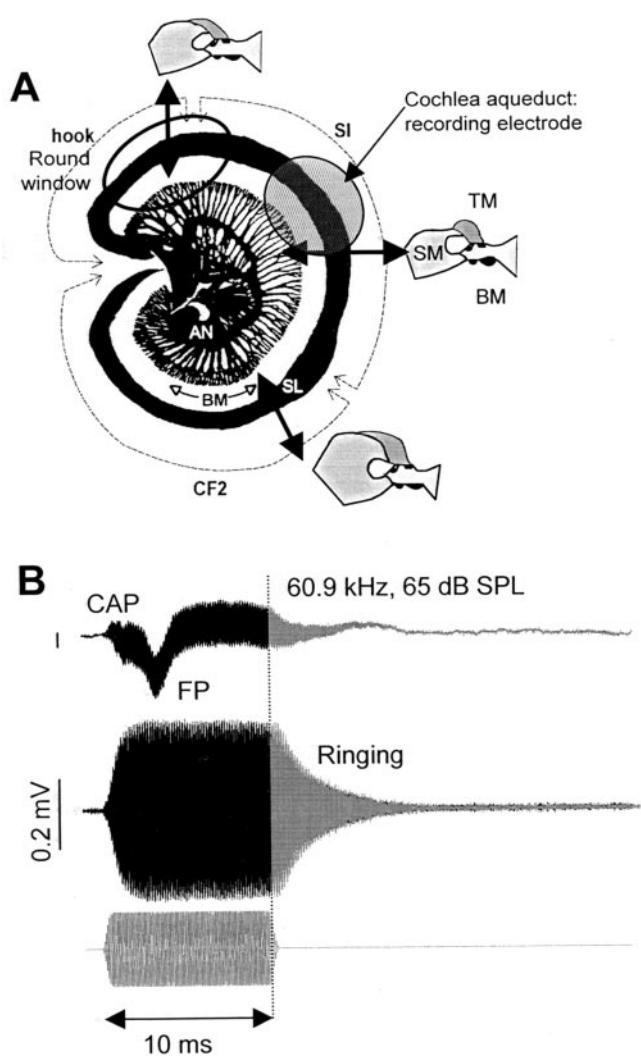 A
hook
Round
window
SI
Cochlea aqueduct:
recording electrode
TM
SM
BM
AN
BM
SL
CF2
B
60.9 kHz, 65 dB SPL
CAP
FP
Ringing
0.2 mV
10 ms